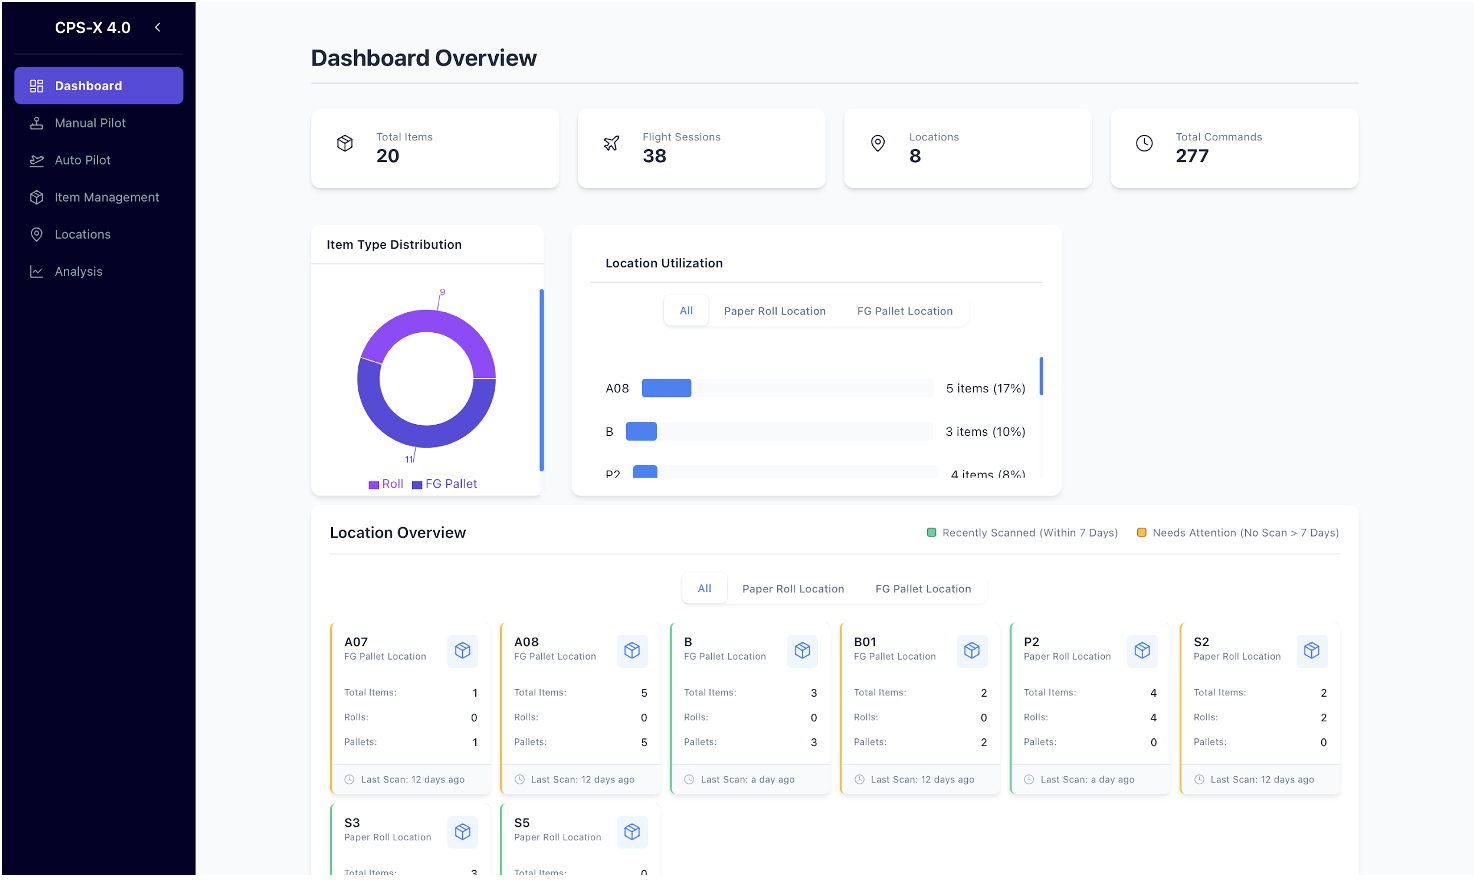 CPS-X 4.0
Dashboard
Manual Pilot
Auto Pilot
Item Management
Locations
Analysis
Dashboard Overview
Total Items
20
Flight Sessions
38
Locations
8
Total Commands
277
Item Type Distribution
9
11
Roll FG Pallet
Location Utilization
All Paper Roll Location FG Pallet Location
A08 5 items (17%)
B 3 items (10%)
P2 4 items (8%)
Location Overview
Recently Scanned (Within 7 Days) Needs Attention (No Scan > 7 Days)
All Paper Roll Location FG Pallet Location
A07
FG Pallet Location
Total Items: 1
Rolls: 0
Pallets: 1
Last Scan: 12 days ago
A08
FG Pallet Location
Total Items: 5
Rolls: 0
Pallets: 5
Last Scan: 12 days ago
B
FG Pallet Location
Total Items: 3
Rolls: 0
Pallets: 3
Last Scan: a day ago
B01
FG Pallet Location
Total Items: 2
Rolls: 0
Pallets: 2
Last Scan: 12 days ago
P2
Paper Roll Location
Total Items: 4
Rolls: 4
Pallets: 0
Last Scan: a day ago
S2
Paper Roll Location
Total Items: 2
Rolls: 2
Pallets: 0
Last Scan: 12 days ago
S3
Paper Roll Location
Total Items: 3
S5
Paper Roll Location
Total Items: 0